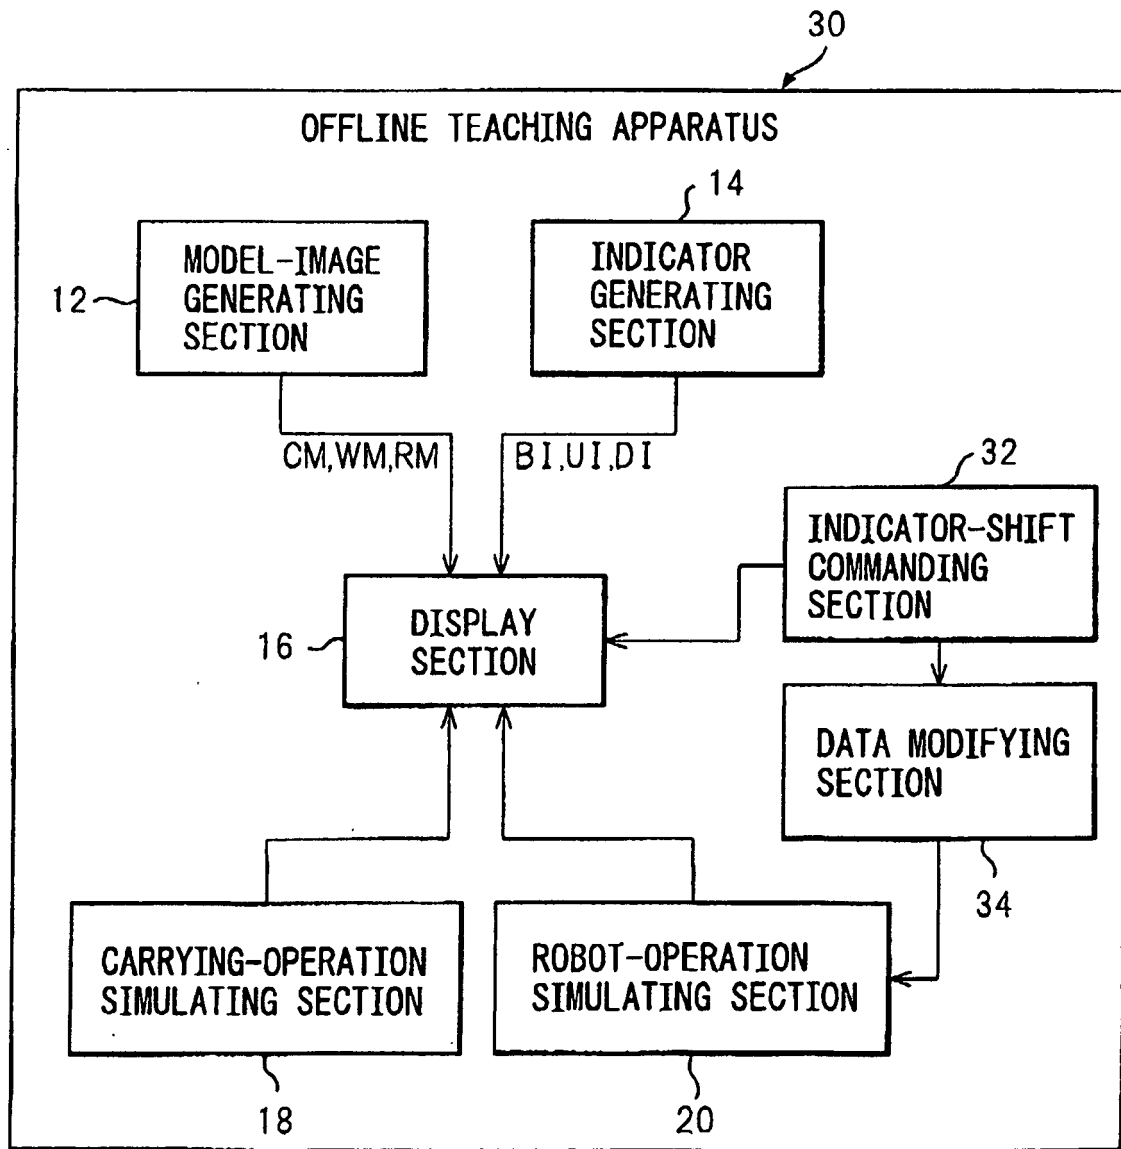 30
OFFLINE TEACHING APPARATUS
14
12
MODEL-IMAGE
GENERATING
SECTION
INDICATOR
GENERATING
SECTION
CM,WM,RM
BI,UI,DI
32
INDICATOR-SHIFT
COMMANDING
SECTION
16
DISPLAY
SECTION
DATA MODIFYING
SECTION
34
CARRYING-OPERATION
SIMULATING SECTION
ROBOT-OPERATION
SIMULATING SECTION
18
20